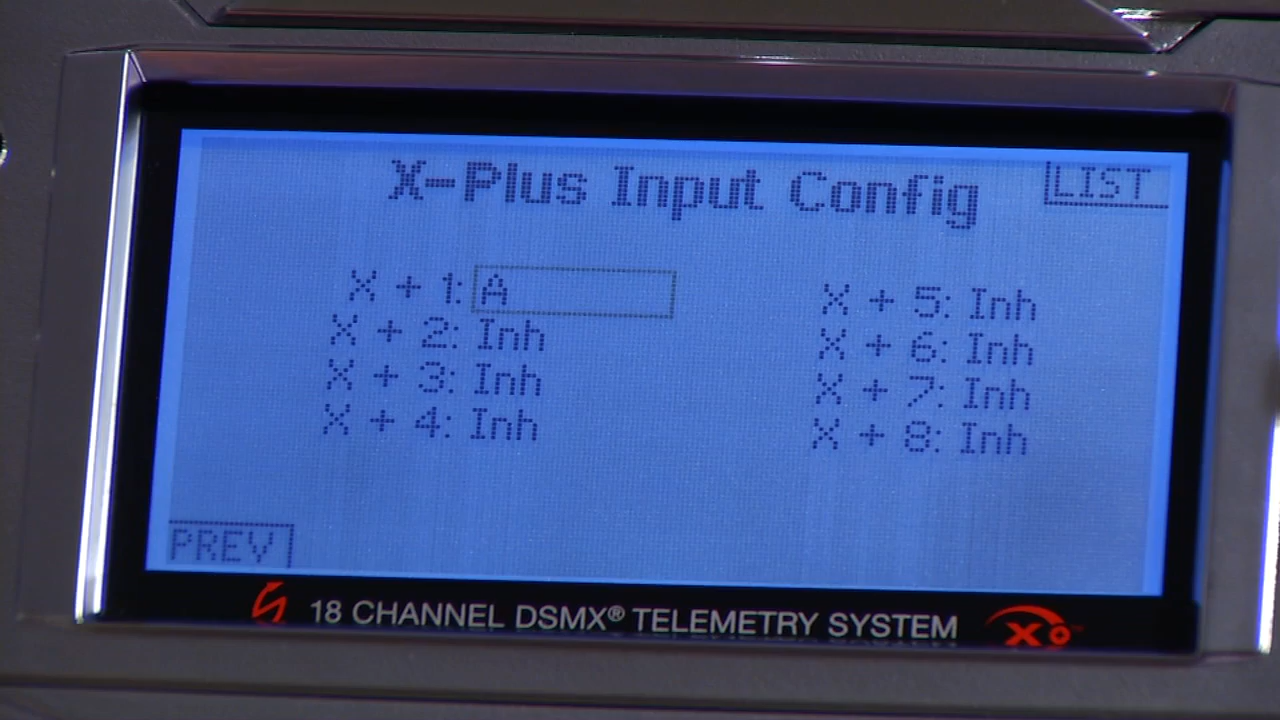 X-Plus Input Config
LIST
X + 1: A
X + 2: Inh
X + 3: Inh
X + 4: Inh
X + 5: Inh
X + 6: Inh
X + 7: Inh
X + 8: Inh
PREV
18 CHANNEL DSMX® TELEMETRY SYSTEM